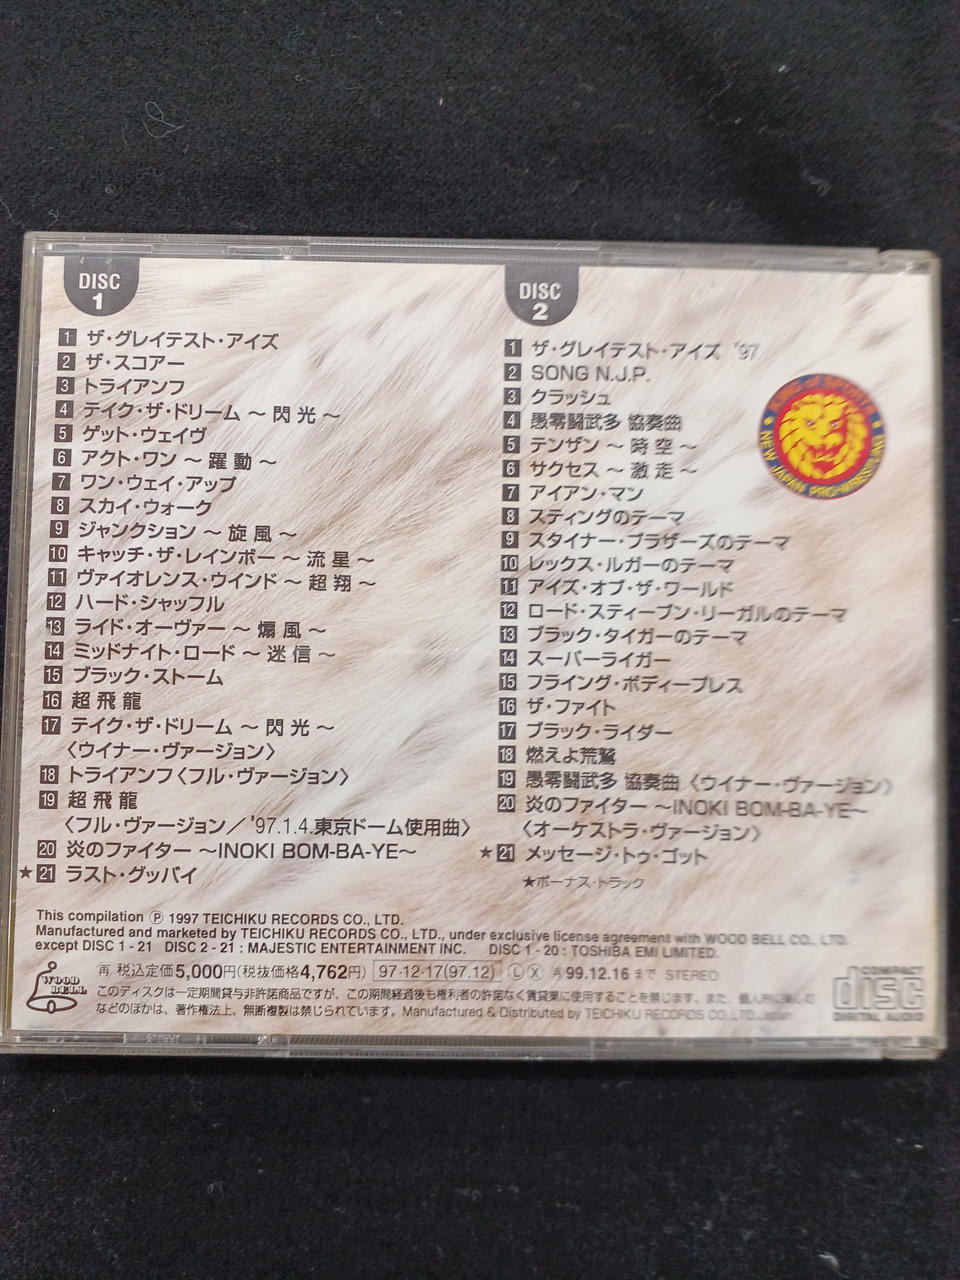 DISC
1
1 ザ・グレイテスト・アイズ
2 ザ・スコアー
3 トライアンフ
4 テイク・ザ・ドリーム ～ 閃 光 ～
5 ゲット・ウェイヴ
6 アクト・ワン ～ 躍 動 ～
7 ワン・ウェイ・アップ
8 スカイ・ウォーク
9 ジャンクション ～ 旋 風 ～
10 キャッチ・ザ・レインボー ～ 流 星 ～
11 ヴァイオレンス・ウインド ～ 超 翔 ～
12 ハード・シャッフル
13 ライド・オーヴァー ～ 煽 風 ～
14 ミッドナイト・ロード ～ 迷 信 ～
15 ブラック・ストーム
16 超 飛 龍
17 テイク・ザ・ドリーム ～ 閃 光 ～
〈ウイナー・ヴァージョン〉
18 トライアンフ〈フル・ヴァージョン〉
19 超 飛 龍
〈フル・ヴァージョン／'97.1.4.東京ドーム使用曲〉
20 炎のファイター ～INOKI BOM-BA-YE～
★21 ラスト・グッバイ
DISC
2
1 ザ・グレイテスト・アイズ '97
2 SONG N.J.P.
3 クラッシュ
4 愚零闘武多 協奏曲
5 テンザン ～ 時 空 ～
6 サクセス ～ 激 走 ～
7 アイアン・マン
8 スティングのテーマ
9 スタイナー・ブラザーズのテーマ
10 レックス・ルガーのテーマ
11 アイズ・オブ・ザ・ワールド
12 ロード・スティーブン・リーガルのテーマ
13 ブラック・タイガーのテーマ
14 スーパーライガー
15 フライング・ボディープレス
16 ザ・ファイト
17 ブラック・ライダー
18 燃えよ荒鷲
19 愚零闘武多 協奏曲〈ウイナー・ヴァージョン〉
20 炎のファイター ～INOKI BOM-BA-YE～
〈オーケストラ・ヴァージョン〉
★21 メッセージ・トゥ・ゴット
★ボーナス・トラック
KING of SPORTS
NEW JAPAN PRO-WRESTLING
This compilation Ⓟ 1997 TEICHIKU RECORDS CO., LTD.
Manufactured and marketed by TEICHIKU RECORDS CO., LTD., under exclusive license agreement with WOOD BELL CO., LTD.
except DISC 1 - 21 DISC 2 - 21 : MAJESTIC ENTERTAINMENT INC. DISC 1 - 20 : TOSHIBA EMI LIMITED.
WOOD BELL
再 税込定価5,000円(税抜価格4,762円) 97・12・17(97.12) Ⓛ Ⓧ 再99.12.16まで STEREO
このディスクは一定期間貸与非許諾商品ですが、この期間経過後も権利者の許諾なく賃貸業に使用することを禁じます。また、個人的に楽しむ
などのほかは、著作権法上、無断複製は禁じられています。Manufactured & Distributed by TEICHIKU RECORDS CO.,LTD.Japan
COMPACT
disc
DIGITAL AUDIO